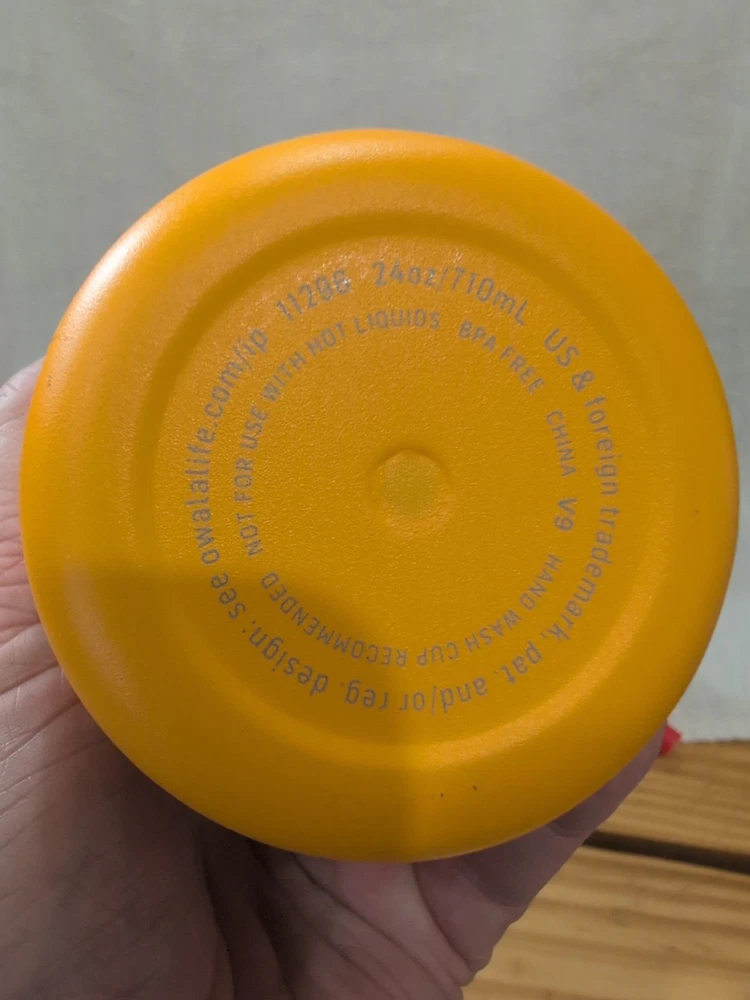 11296 24oz/710mL US & foreign trademark, pat. and/or reg. design: see owalalife.com/ip
NOT FOR USE WITH HOT LIQUIDS BPA FREE CHINA V9 HAND WASH CUP RECOMMENDED